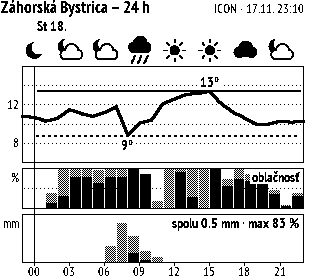 Záhorská Bystrica – 24 h
ICON · 17.11. 23:10
St 18.
13°
12
8
9°
%
oblačnosť
mm
spolu 0.5 mm · max 83 %
00 03 06 09 12 15 18 21